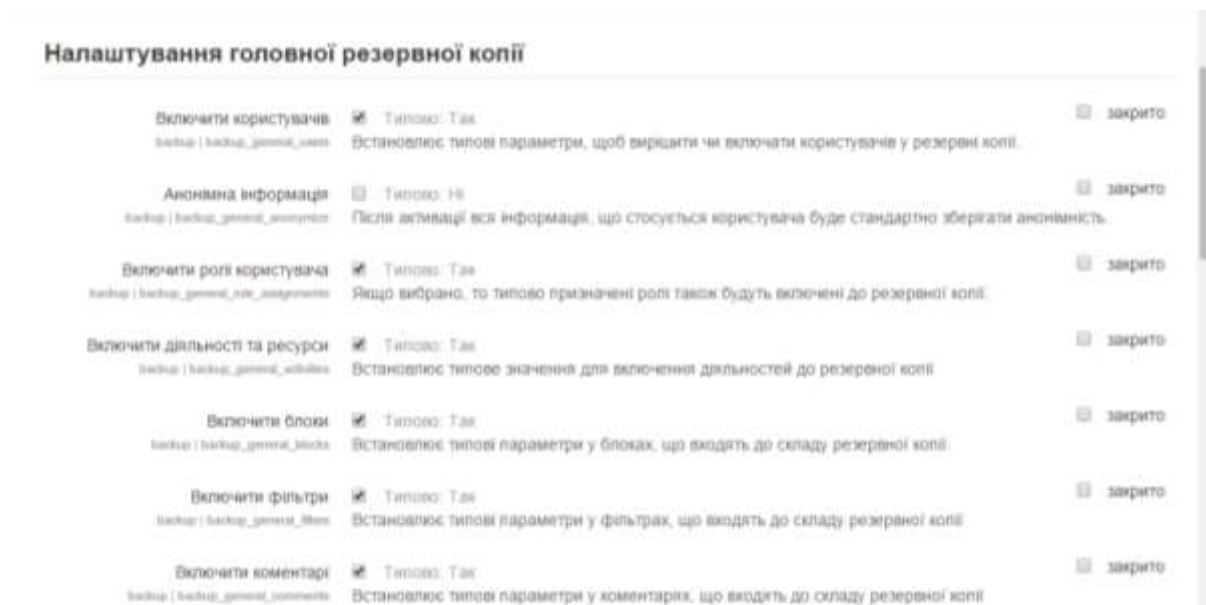 Налаштування головної резервної копії
Включити користувачів Типово: Так закрито
backup | backup_general_users Встановлює типові параметри, щоб вирішити чи включати користувачів у резервні копії.
Анонімна інформація Типово: Ні закрито
backup | backup_general_anonymize Після активації вся інформація, що стосується користувача буде стандартно зберігати анонімність.
Включити ролі користувача Типово: Так закрито
backup | backup_general_role_assignments Якщо вибрано, то типово призначені ролі також будуть включені до резервної копії.
Включити діяльності та ресурси Типово: Так закрито
backup | backup_general_activities Встановлює типове значення для включення діяльностей до резервної копії
Включити блоки Типово: Так закрито
backup | backup_general_blocks Встановлює типові параметри у блоках, що входять до складу резервної копії
Включити фільтри Типово: Так закрито
backup | backup_general_filters Встановлює типові параметри у фільтрах, що входять до складу резервної копії
Включити коментарі Типово: Так закрито
backup | backup_general_comments Встановлює типові параметри у коментаріях, що входять до складу резервної копії